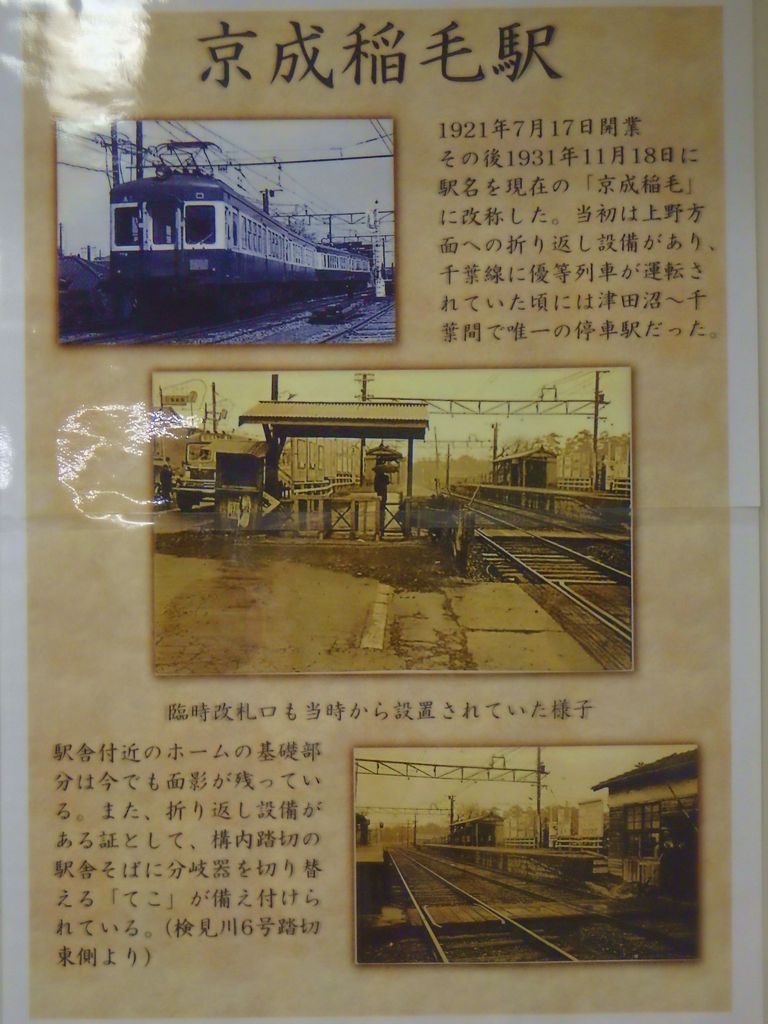 京成稲毛駅
1921年7月17日開業
その後1931年11月18日に
駅名を現在の「京成稲毛」
に改称した。当初は上野方
面への折り返し設備があり、
千葉線に優等列車が運転さ
れていた頃には津田沼～千
葉間で唯一の停車駅だった。
臨時改札口も当時から設置されていた様子
駅舎付近のホームの基礎部
分は今でも面影が残ってい
る。また、折り返し設備が
ある証として、構内踏切の
駅舎そばに分岐器を切り替
える「てこ」が備え付けら
れている。(検見川6号踏切
東側より)